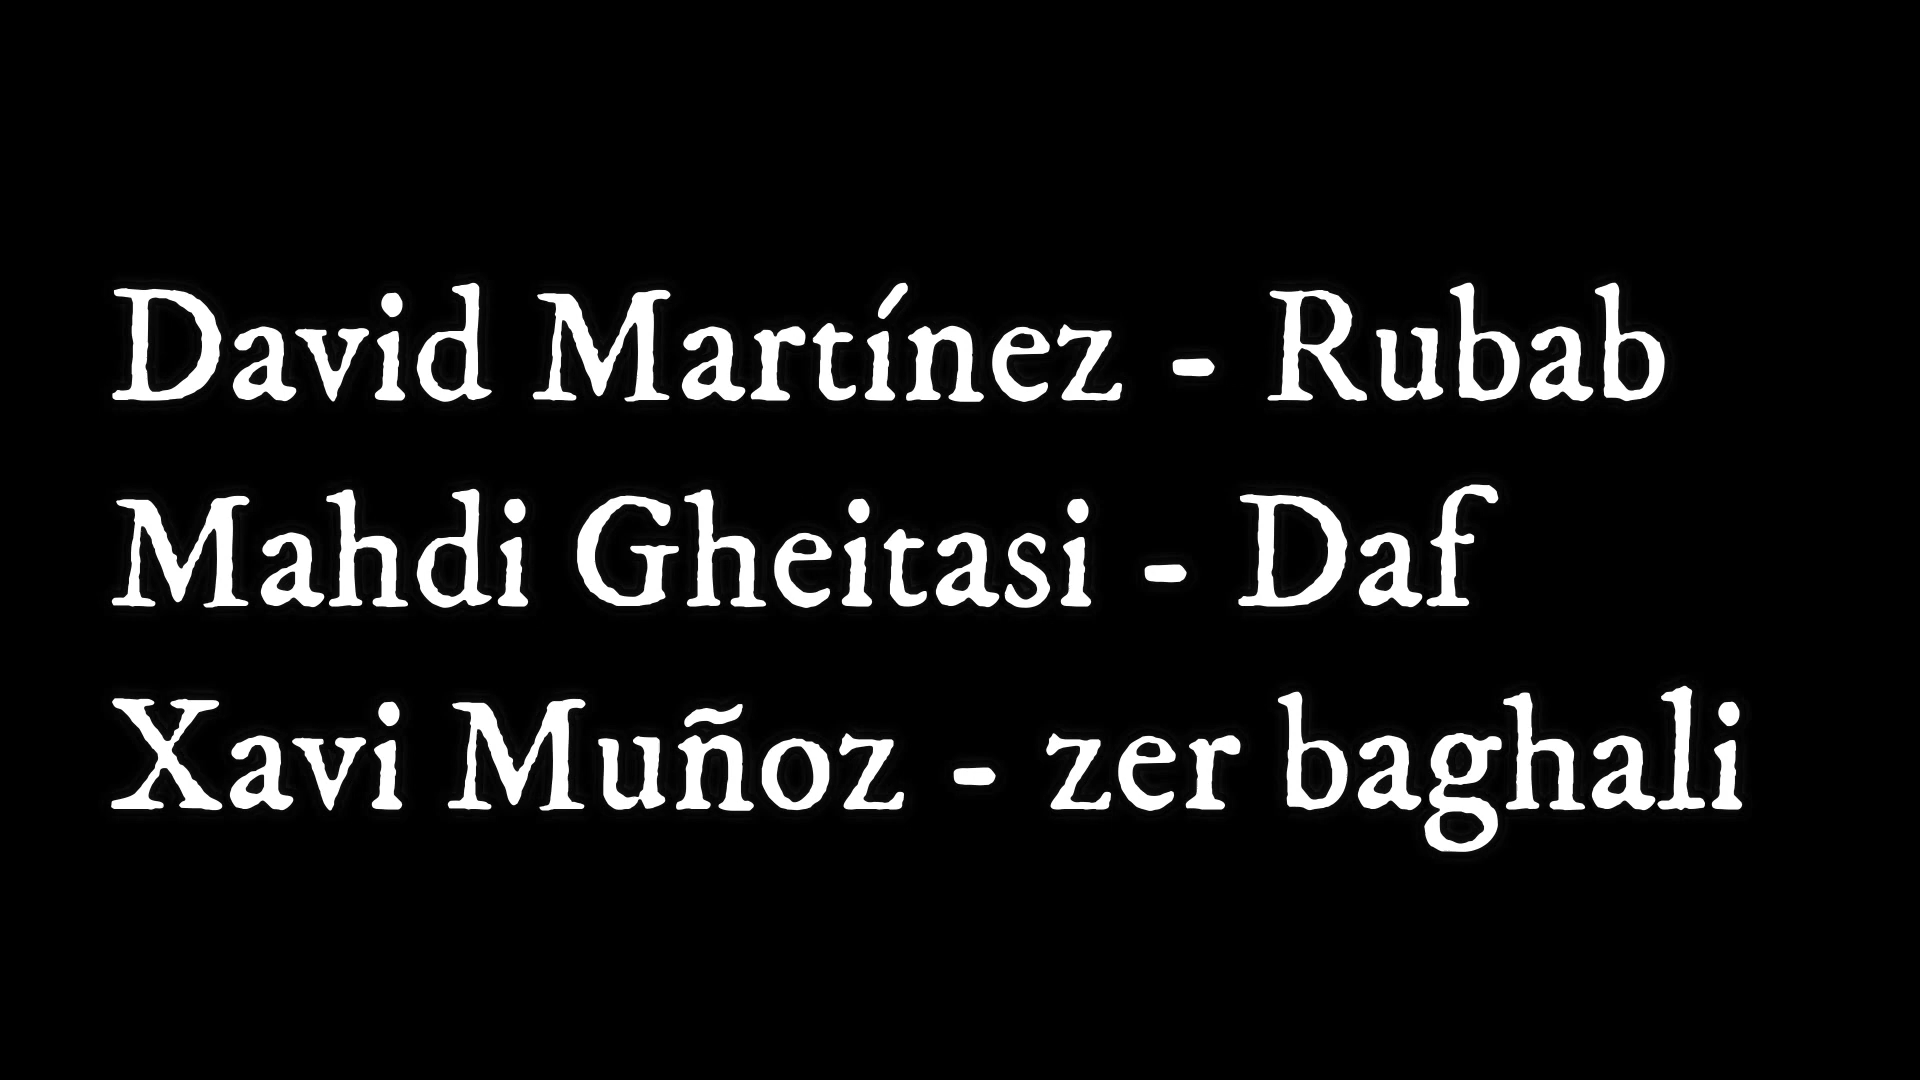 David Martínez - Rubab
Mahdi Gheitasi - Daf
Xavi Muñoz - zer baghali